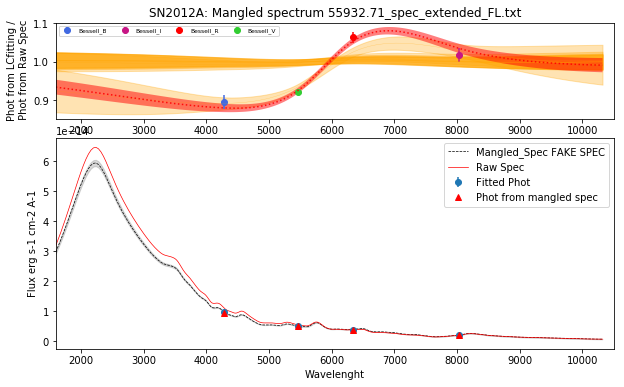 SN2012A: Mangled spectrum 55932.71_spec_extended_FL.txt
Phot from LCfitting /
Phot from Raw Spec
1.1
1.0
0.9
Bessell_B
Bessell_I
Bessell_R
Bessell_V
2000 3000 4000 5000 6000 7000 8000 9000 10000
1e−14
Flux erg s-1 cm-2 A-1
6
5
4
3
2
1
0
Mangled_Spec FAKE SPEC
Raw Spec
Fitted Phot
Phot from mangled spec
2000 3000 4000 5000 6000 7000 8000 9000 10000
Wavelenght